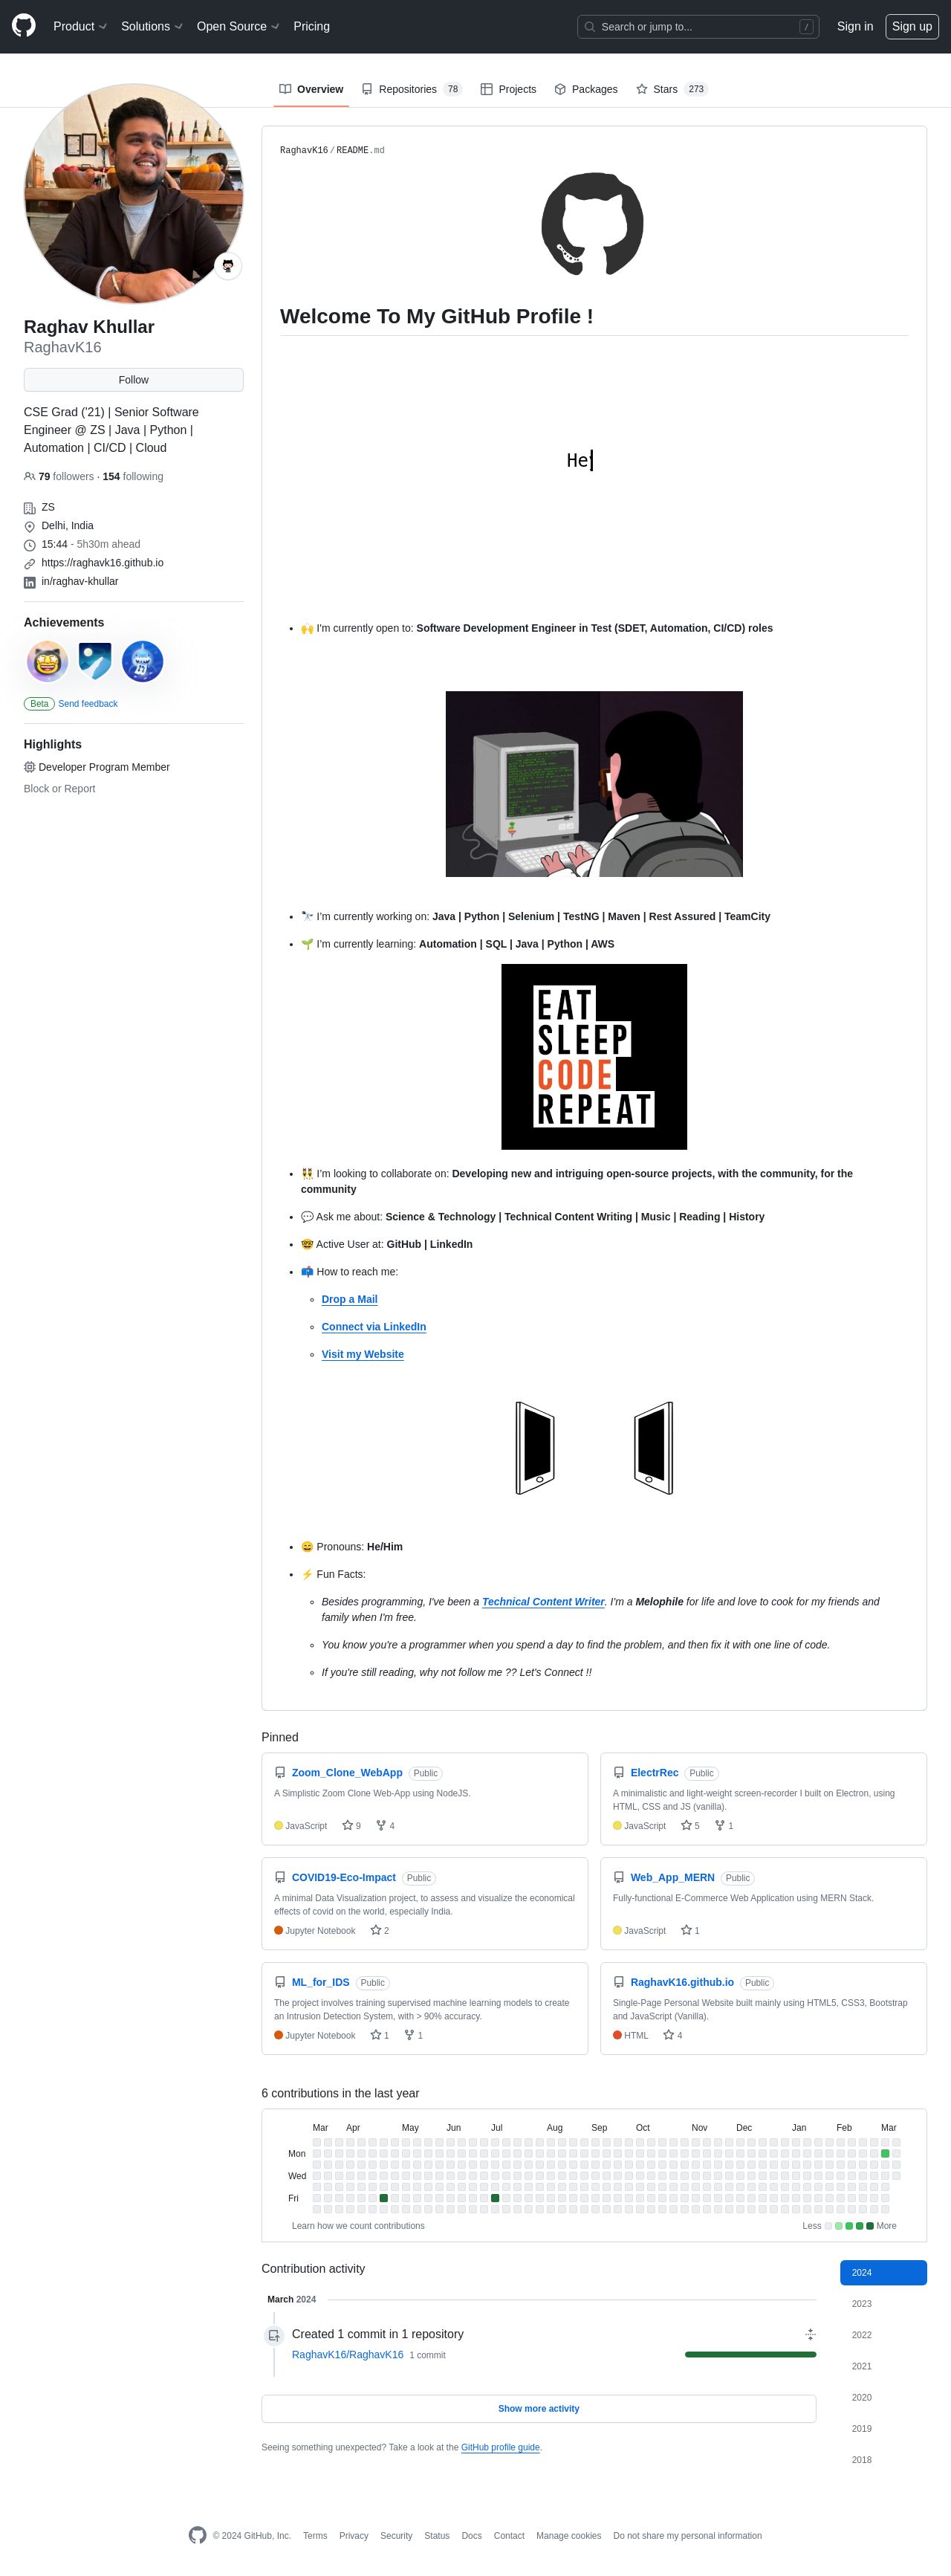 Product Solutions Open Source Pricing Search or jump to... / Sign in Sign up
Overview Repositories 78 Projects Packages Stars 273
RaghavK16 / README.md
Welcome To My GitHub Profile !
Raghav Khullar
RaghavK16
Follow
CSE Grad ('21) | Senior Software
Engineer @ ZS | Java | Python |
Automation | CI/CD | Cloud
79 followers · 154 following
ZS
Delhi, India
15:44 - 5h30m ahead
https://raghavk16.github.io
in/raghav-khullar
Achievements
Beta Send feedback
Highlights
Developer Program Member
Block or Report
🙌 I'm currently open to: Software Development Engineer in Test (SDET, Automation, CI/CD) roles
🔭 I'm currently working on: Java | Python | Selenium | TestNG | Maven | Rest Assured | TeamCity
🌱 I'm currently learning: Automation | SQL | Java | Python | AWS
EAT
SLEEP
CODE
REPEAT
👯 I'm looking to collaborate on: Developing new and intriguing open-source projects, with the community, for the
community
💬 Ask me about: Science & Technology | Technical Content Writing | Music | Reading | History
🤓 Active User at: GitHub | LinkedIn
📫 How to reach me:
Drop a Mail
Connect via LinkedIn
Visit my Website
😄 Pronouns: He/Him
⚡ Fun Facts:
Besides programming, I've been a Technical Content Writer. I'm a Melophile for life and love to cook for my friends and
family when I'm free.
You know you're a programmer when you spend a day to find the problem, and then fix it with one line of code.
If you're still reading, why not follow me ?? Let's Connect !!
Pinned
Zoom_Clone_WebApp Public
A Simplistic Zoom Clone Web-App using NodeJS.
JavaScript 9 4
ElectrRec Public
A minimalistic and light-weight screen-recorder I built on Electron, using
HTML, CSS and JS (vanilla).
JavaScript 5 1
COVID19-Eco-Impact Public
A minimal Data Visualization project, to assess and visualize the economical
effects of covid on the world, especially India.
Jupyter Notebook 2
Web_App_MERN Public
Fully-functional E-Commerce Web Application using MERN Stack.
JavaScript 1
ML_for_IDS Public
The project involves training supervised machine learning models to create
an Intrusion Detection System, with > 90% accuracy.
Jupyter Notebook 1 1
RaghavK16.github.io Public
Single-Page Personal Website built mainly using HTML5, CSS3, Bootstrap
and JavaScript (Vanilla).
HTML 4
6 contributions in the last year
Mar Apr May Jun Jul Aug Sep Oct Nov Dec Jan Feb Mar
Mon
Wed
Fri
Learn how we count contributions Less More
Contribution activity
March 2024
Created 1 commit in 1 repository
RaghavK16/RaghavK16 1 commit
Show more activity
Seeing something unexpected? Take a look at the GitHub profile guide.
2024
2023
2022
2021
2020
2019
2018
© 2024 GitHub, Inc. Terms Privacy Security Status Docs Contact Manage cookies Do not share my personal information